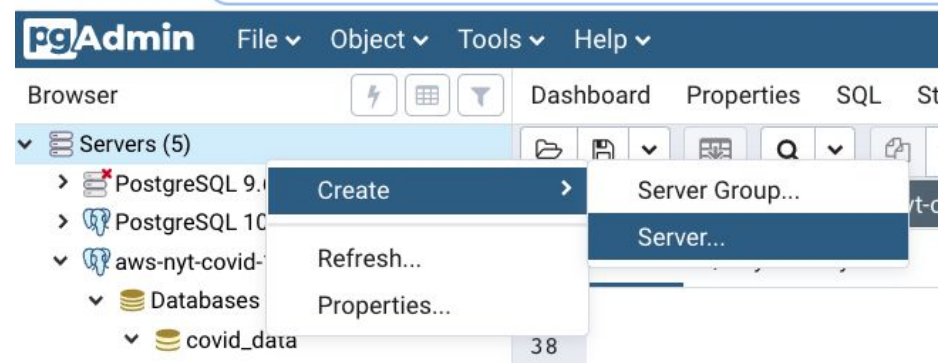 pgAdmin File Object Tools Help
Browser Dashboard Properties SQL
Servers (5)
PostgreSQL Create Server Group...
PostgreSQL 10 Server...
aws-nyt-covid- Refresh...
Databases Properties...
covid_data 38